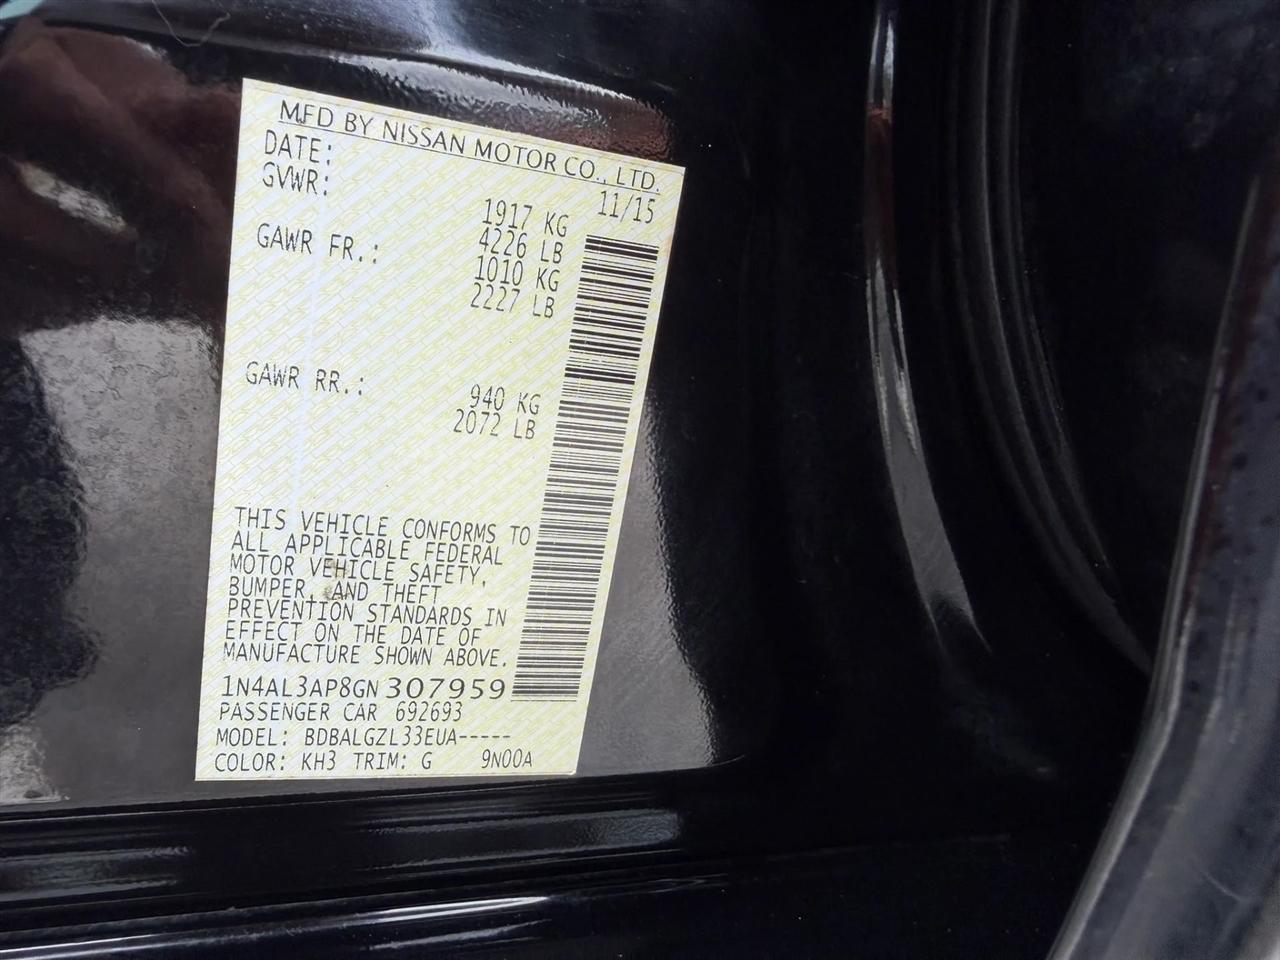 MFD BY NISSAN MOTOR CO., LTD.
DATE: 11/15
GVWR: 1917 KG
4226 LB
GAWR FR.: 1010 KG
2227 LB
GAWR RR.: 940 KG
2072 LB
THIS VEHICLE CONFORMS TO
ALL APPLICABLE FEDERAL
MOTOR VEHICLE SAFETY,
BUMPER, AND THEFT
PREVENTION STANDARDS IN
EFFECT ON THE DATE OF
MANUFACTURE SHOWN ABOVE.
1N4AL3AP8GN307959
PASSENGER CAR 692693
MODEL: BDBALGZL33EUA-----
COLOR: KH3 TRIM: G 9N00A